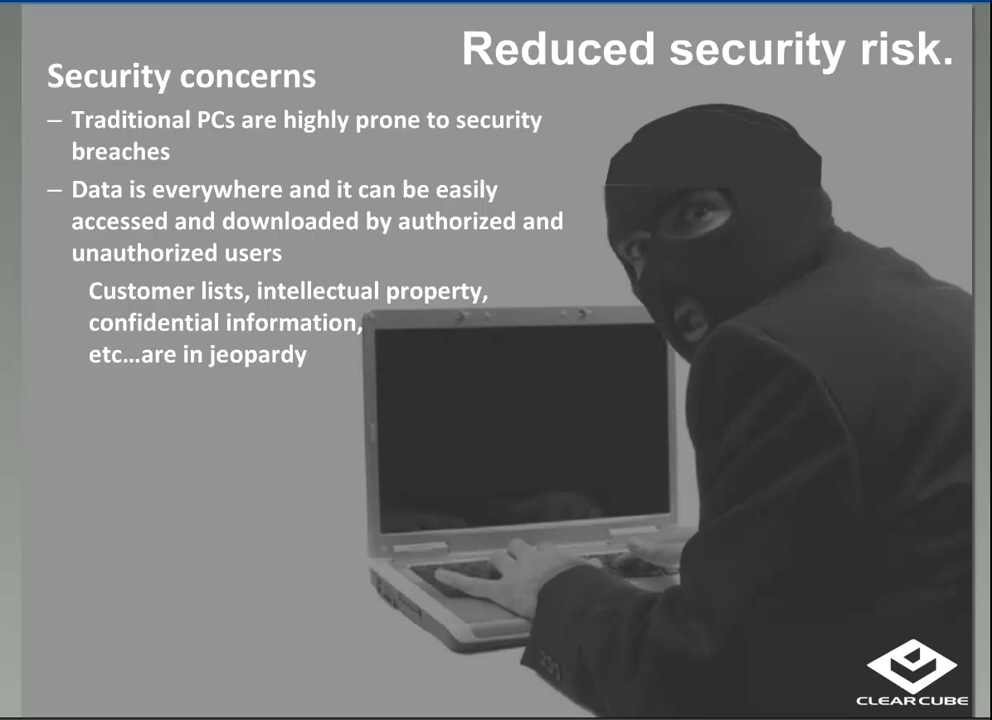 Reduced security risk.
Security concerns
– Traditional PCs are highly prone to security
breaches
– Data is everywhere and it can be easily
accessed and downloaded by authorized and
unauthorized users
Customer lists, intellectual property,
confidential information,
etc...are in jeopardy
CLEARCUBE